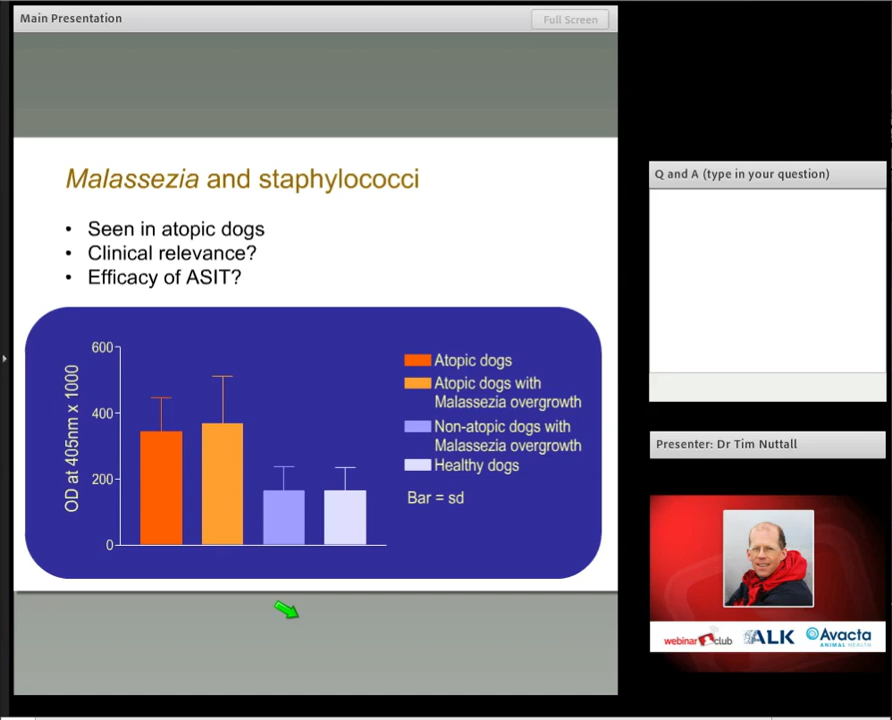 Main Presentation
Full Screen
Malassezia and staphylococci
• Seen in atopic dogs
• Clinical relevance?
• Efficacy of ASIT?
OD at 405nm x 1000
600
400
200
0
Atopic dogs
Atopic dogs with
Malassezia overgrowth
Non-atopic dogs with
Malassezia overgrowth
Healthy dogs
Bar = sd
Q and A (type in your question)
Presenter: Dr Tim Nuttall
webinar club
ALK
Avacta
ANIMAL HEALTH